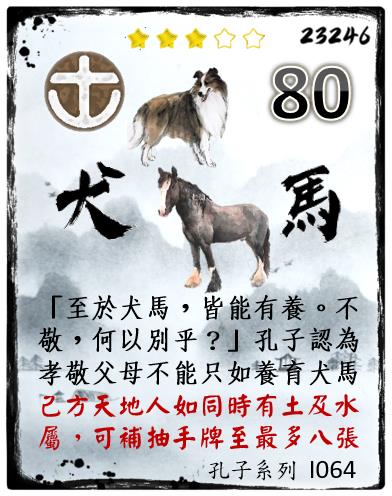 23246
80
犬 馬
「至於犬馬，皆能有養。不
敬，何以別乎？」孔子認為
孝敬父母不能只如養育犬馬
己方天地人如同時有土及水
屬，可補抽手牌至最多八張
孔子系列 I064